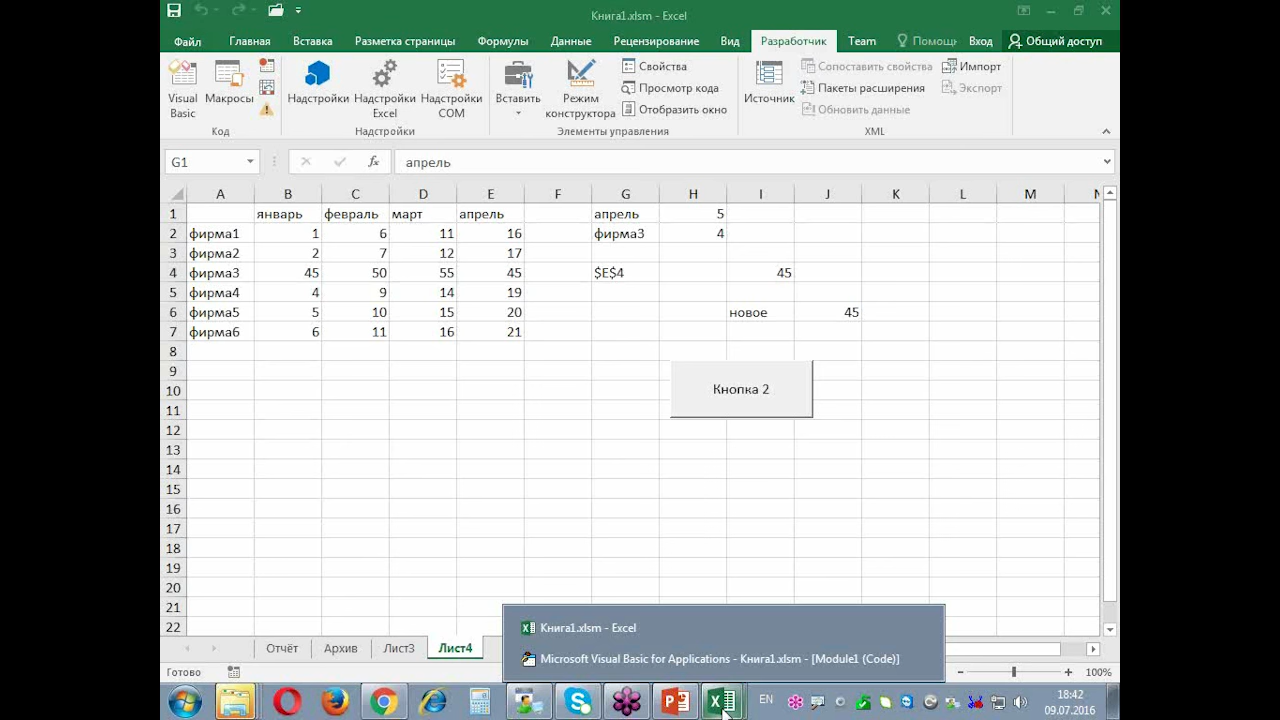 Книга1.xlsm - Excel
Файл Главная Вставка Разметка страницы Формулы Данные Рецензирование Вид Разработчик Team Помощь Вход Общий доступ
Visual Basic
Макросы
Код
Надстройки
Надстройки Excel
Надстройки COM
Надстройки
Вставить
Режим конструктора
Свойства
Просмотр кода
Отобразить окно
Элементы управления
Источник
Сопоставить свойства
Пакеты расширения
Обновить данные
Импорт
Экспорт
XML
G1 fx апрель
A B C D E F G H I J K L M N
1 январь февраль март апрель апрель 5
2 фирма1 1 6 11 16 фирма3 4
3 фирма2 2 7 12 17
4 фирма3 45 50 55 45 $E$4 45
5 фирма4 4 9 14 19
6 фирма5 5 10 15 20 новое 45
7 фирма6 6 11 16 21
8
9
Кнопка 2
10
11
12
13
14
15
16
17
18
19
20
21
22
Книга1.xlsm - Excel
Microsoft Visual Basic for Applications - Книга1.xlsm - [Module1 (Code)]
Отчёт Архив Лист3 Лист4
Готово 100%
EN 18:42
09.07.2016